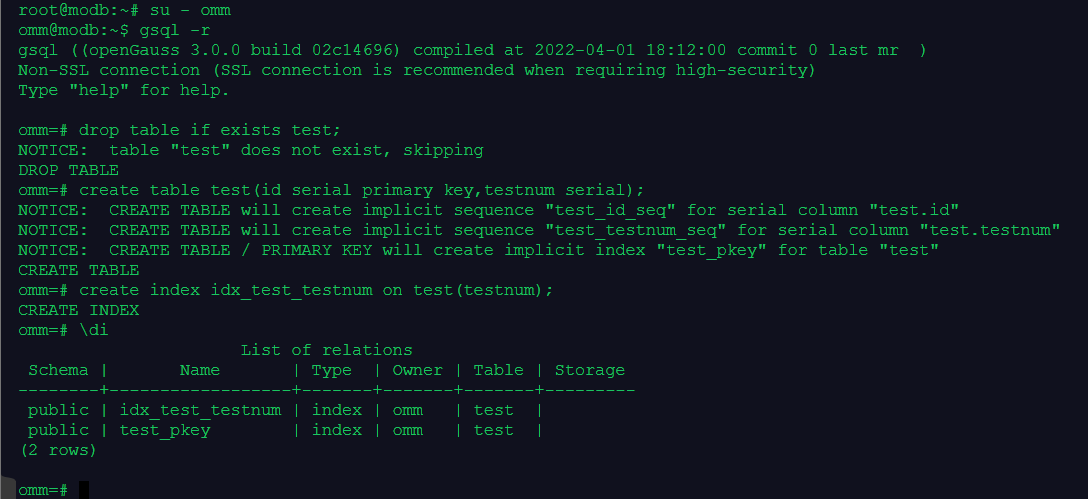 root@modb:~# su - omm
omm@modb:~$ gsql -r
gsql ((openGauss 3.0.0 build 02c14696) compiled at 2022-04-01 18:12:00 commit 0 last mr  )
Non-SSL connection (SSL connection is recommended when requiring high-security)
Type "help" for help.

omm=# drop table if exists test;
NOTICE:  table "test" does not exist, skipping
DROP TABLE
omm=# create table test(id serial primary key,testnum serial);
NOTICE:  CREATE TABLE will create implicit sequence "test_id_seq" for serial column "test.id"
NOTICE:  CREATE TABLE will create implicit sequence "test_testnum_seq" for serial column "test.testnum"
NOTICE:  CREATE TABLE / PRIMARY KEY will create implicit index "test_pkey" for table "test"
CREATE TABLE
omm=# create index idx_test_testnum on test(testnum);
CREATE INDEX
omm=# \di
                      List of relations
 Schema |       Name       | Type  | Owner | Table | Storage
--------+------------------+-------+-------+-------+---------
 public | idx_test_testnum | index | omm   | test  |
 public | test_pkey        | index | omm   | test  |
(2 rows)

omm=#